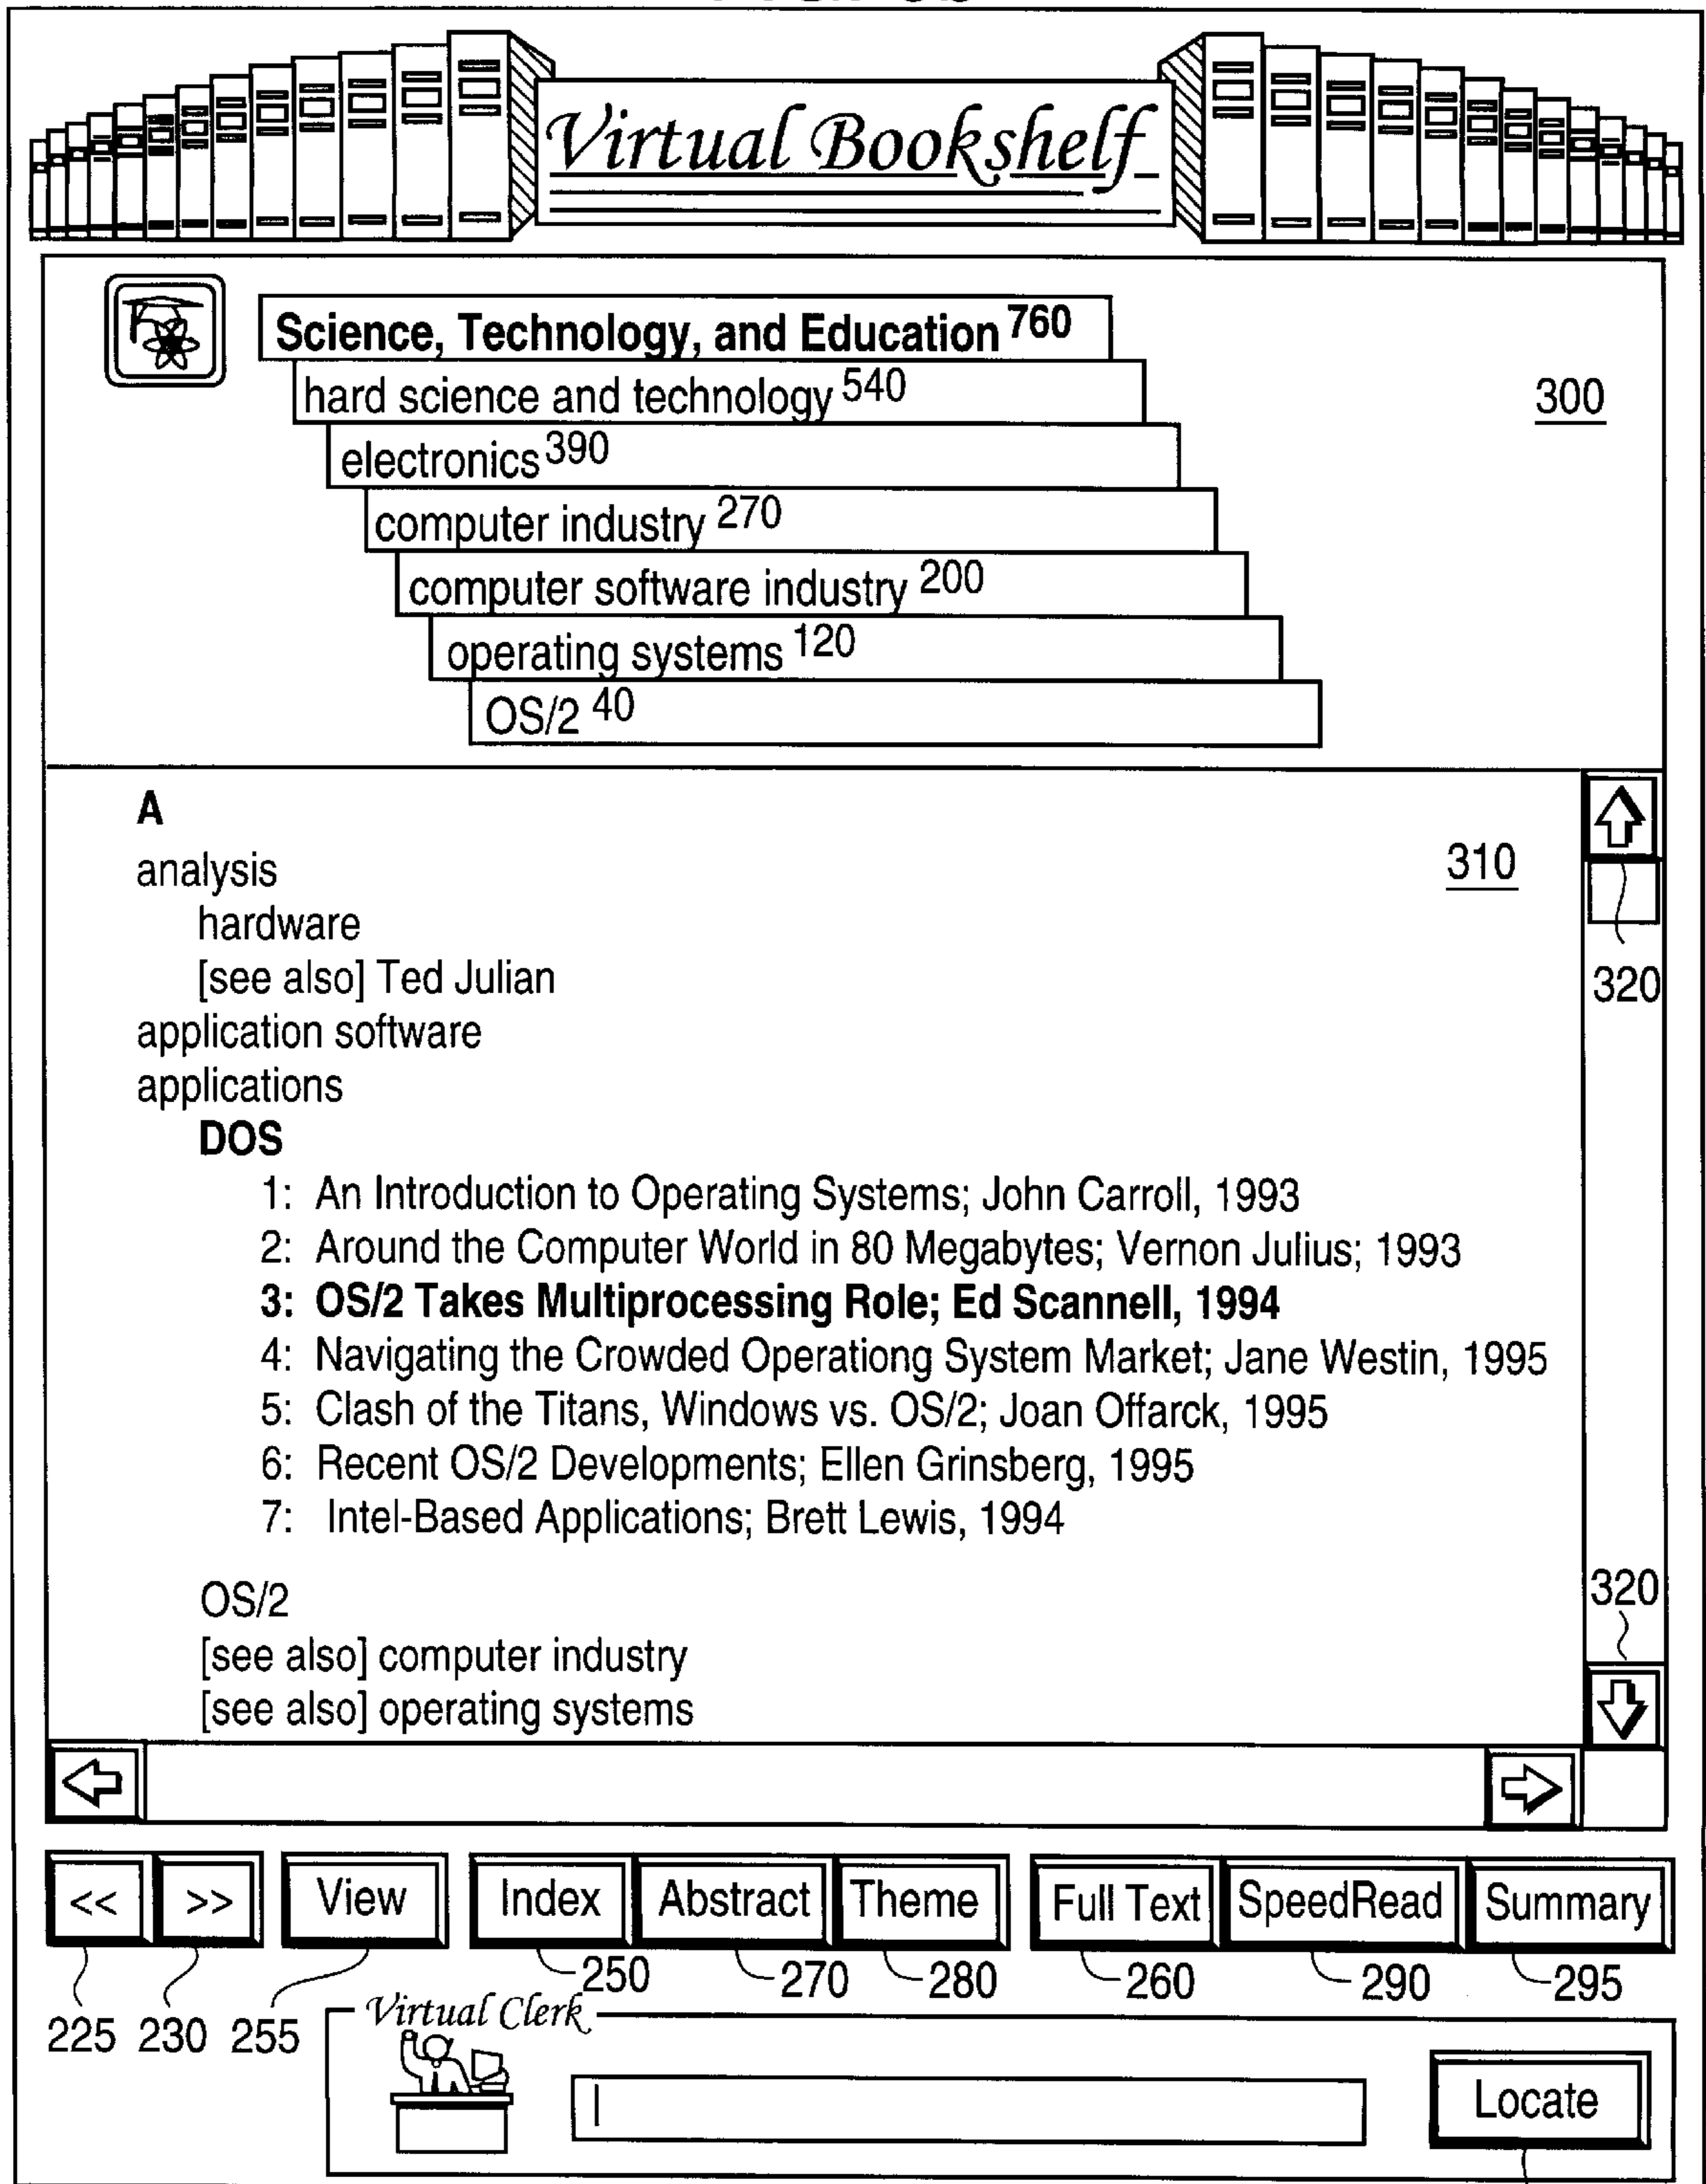 Virtual Bookshelf
Science, Technology, and Education 760
hard science and technology 540
300
electronics 390
computer industry 270
computer software industry 200
operating systems 120
OS/2 40
A
analysis
310
hardware
[see also] Ted Julian
320
application software
applications
DOS
1: An Introduction to Operating Systems; John Carroll, 1993
2: Around the Computer World in 80 Megabytes; Vernon Julius; 1993
3: OS/2 Takes Multiprocessing Role; Ed Scannell, 1994
4: Navigating the Crowded Operationg System Market; Jane Westin, 1995
5: Clash of the Titans, Windows vs. OS/2; Joan Offarck, 1995
6: Recent OS/2 Developments; Ellen Grinsberg, 1995
7: Intel-Based Applications; Brett Lewis, 1994
OS/2
320
[see also] computer industry
[see also] operating systems
<< >> View Index Abstract Theme Full Text SpeedRead Summary
250 270 280 260 290 295
225 230 255
Virtual Clerk
Locate